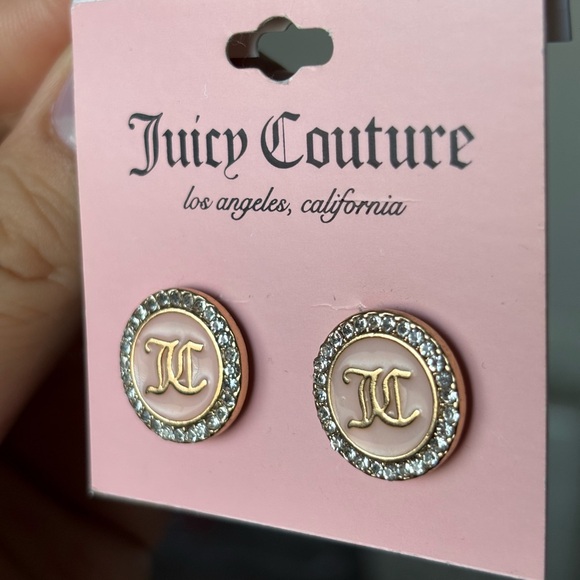 Juicy Couture
los angeles, california
JC JC